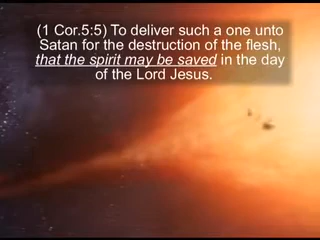 (1 Cor.5:5) To deliver such a one unto
Satan for the destruction of the flesh,
that the spirit may be saved in the day
of the Lord Jesus.